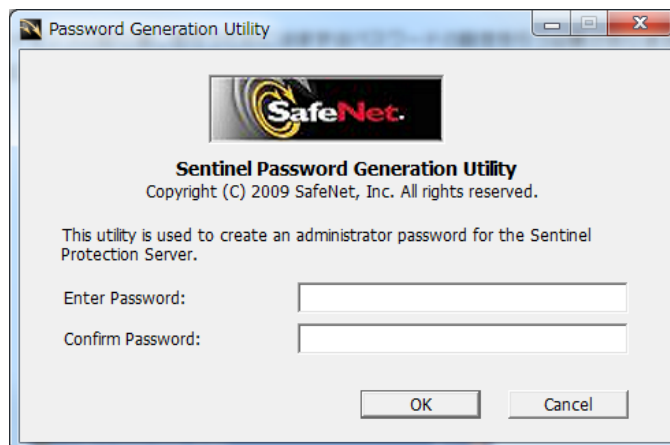 Password Generation Utility
SafeNet.
Sentinel Password Generation Utility
Copyright (C) 2009 SafeNet, Inc. All rights reserved.
This utility is used to create an administrator password for the Sentinel
Protection Server.
Enter Password:
Confirm Password:
OK
Cancel